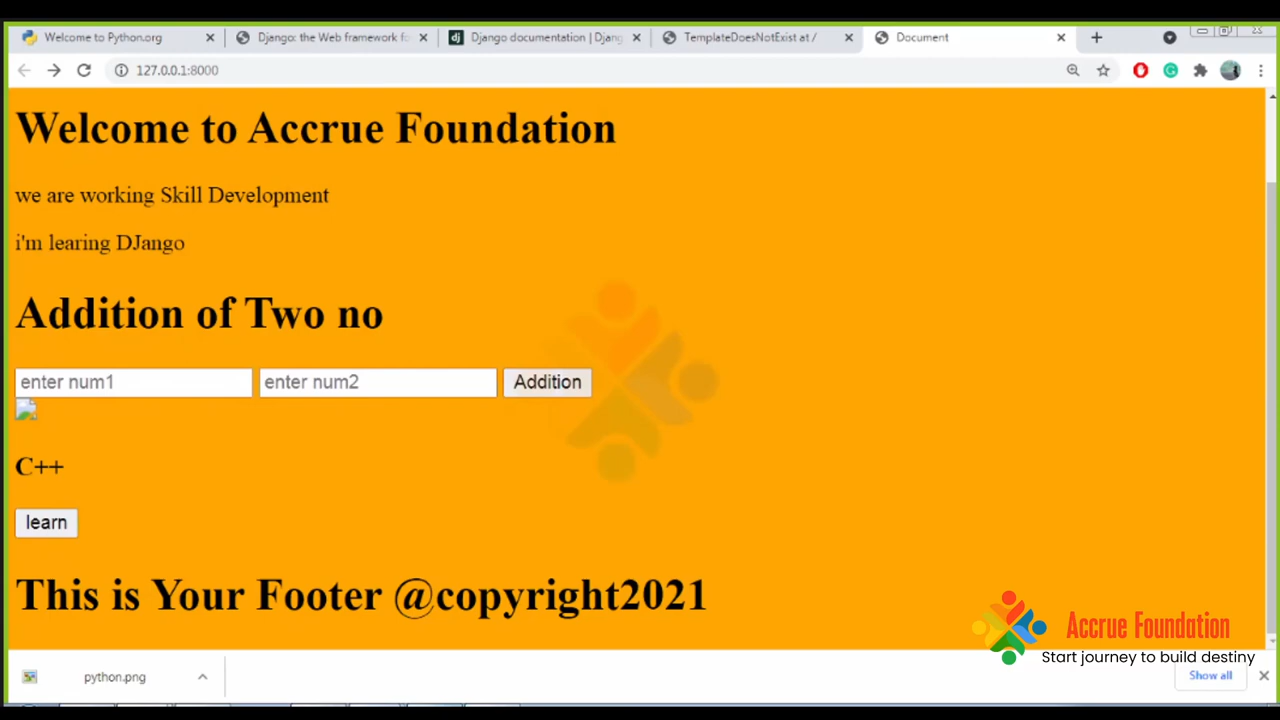 Welcome to Python.org
Django: the Web framework fo
Django documentation | Djang
TemplateDoesNotExist at /
Document
127.0.0.1:8000
Welcome to Accrue Foundation
we are working Skill Development
i'm learing DJango
Addition of Two no
enter num1 enter num2 Addition
C++
learn
This is Your Footer @copyright2021
Accrue Foundation
Start journey to build destiny
python.png
Show all